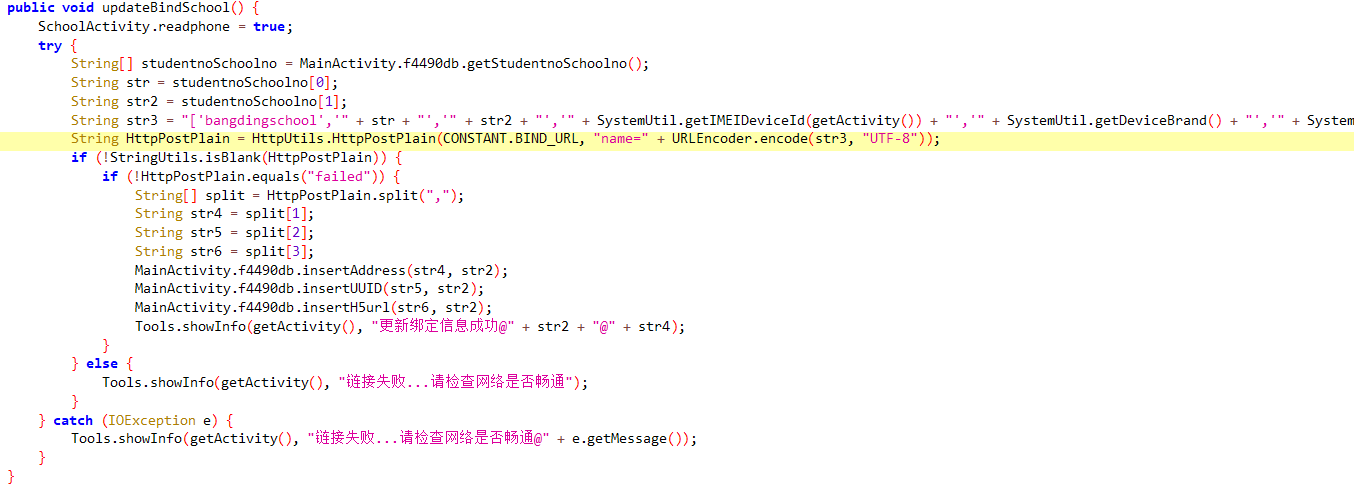 public void updateBindSchool() {
SchoolActivity.readphone = true;
try {
String[] studentnoSchoolno = MainActivity.f4490db.getStudentnoSchoolno();
String str = studentnoSchoolno[0];
String str2 = studentnoSchoolno[1];
String str3 = "['bangdingschool','" + str + "','" + str2 + "','" + SystemUtil.getIMEIDeviceId(getActivity()) + "','" + SystemUtil.getDeviceBrand() + "','" + System
String HttpPostPlain = HttpUtils.HttpPostPlain(CONSTANT.BIND_URL, "name=" + URLEncoder.encode(str3, "UTF-8"));
if (!StringUtils.isBlank(HttpPostPlain)) {
if (!HttpPostPlain.equals("failed")) {
String[] split = HttpPostPlain.split(",");
String str4 = split[1];
String str5 = split[2];
String str6 = split[3];
MainActivity.f4490db.insertAddress(str4, str2);
MainActivity.f4490db.insertUUID(str5, str2);
MainActivity.f4490db.insertH5url(str6, str2);
Tools.showInfo(getActivity(), "更新绑定信息成功@" + str2 + "@" + str4);
}
} else {
Tools.showInfo(getActivity(), "链接失败...请检查网络是否畅通");
}
} catch (IOException e) {
Tools.showInfo(getActivity(), "链接失败...请检查网络是否畅通@" + e.getMessage());
}
}